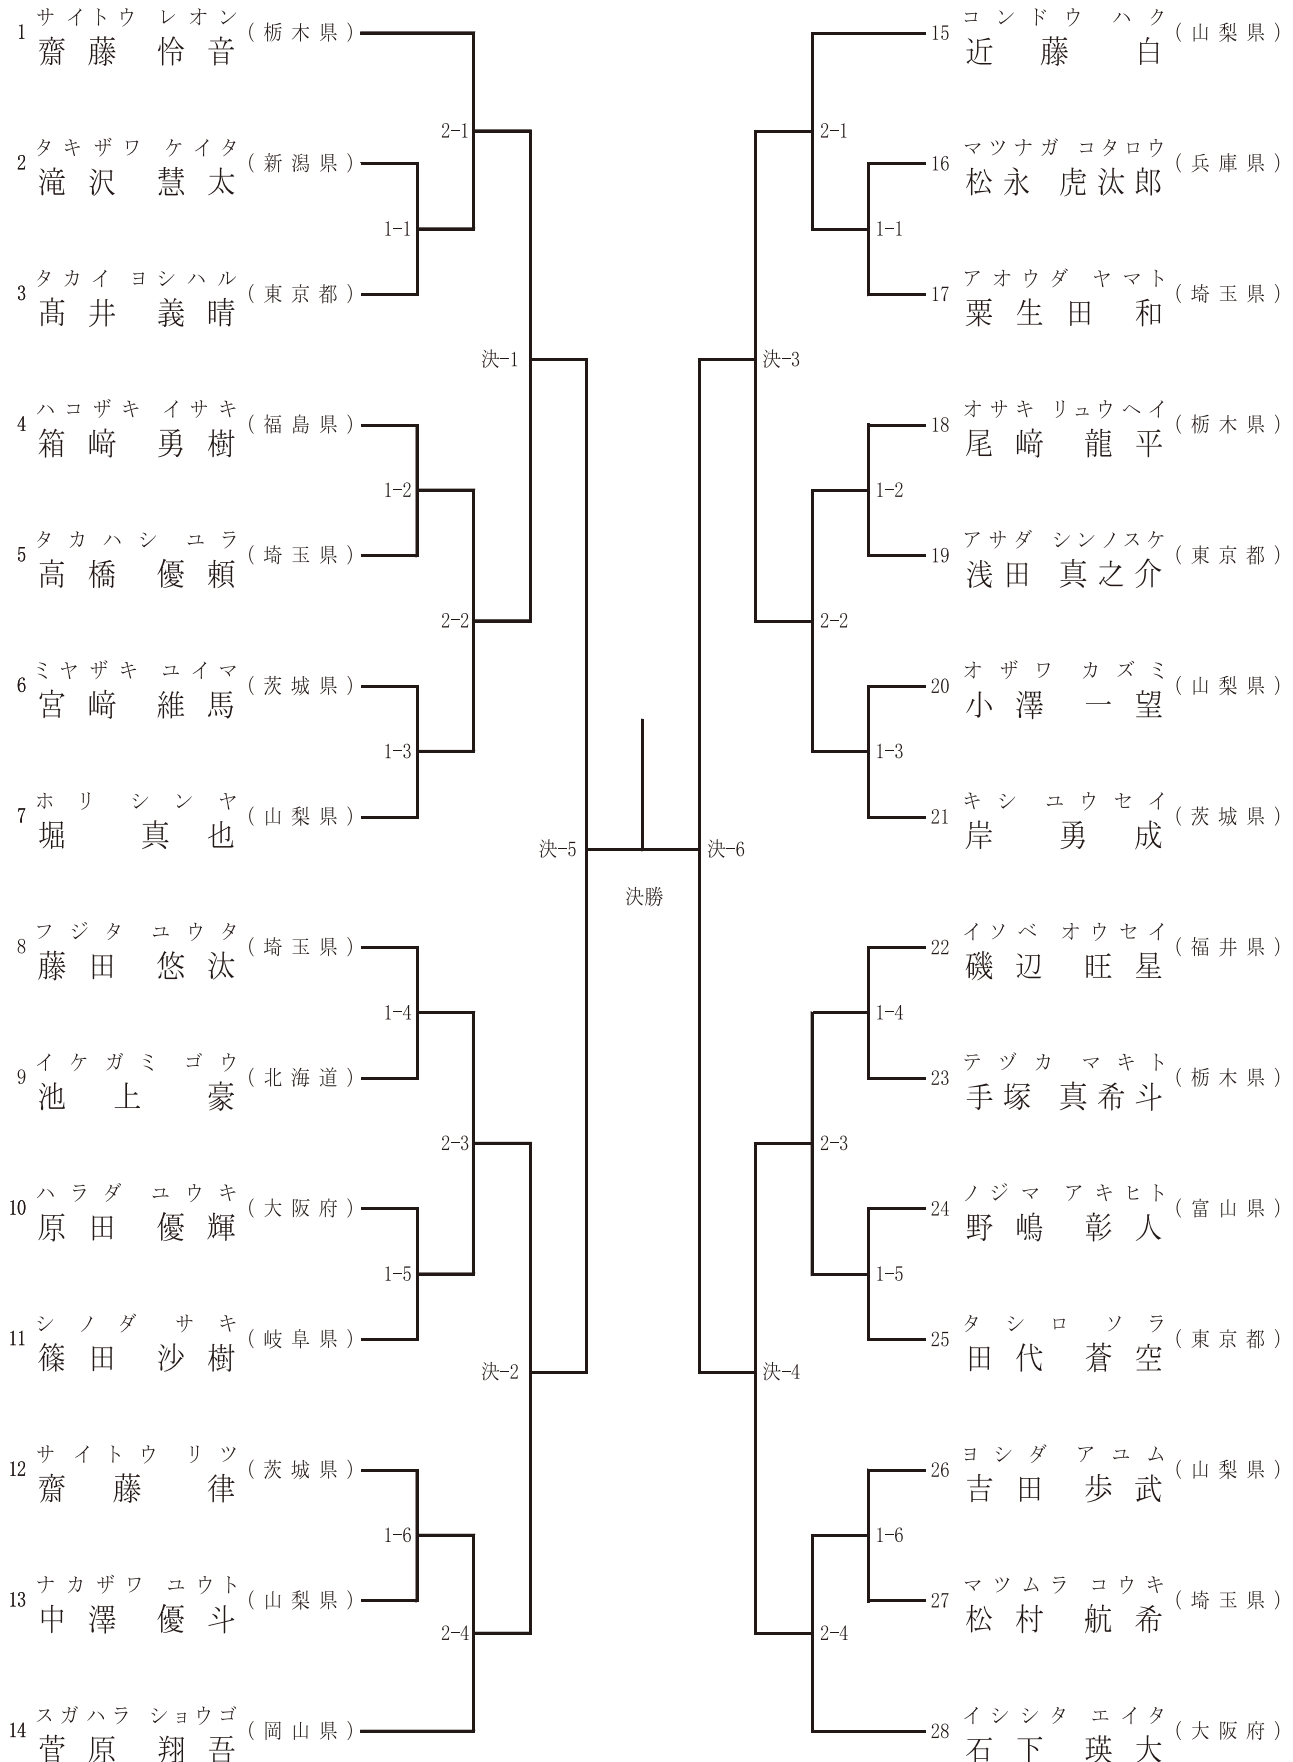 サイトウ レオン
1 齋藤 怜音 (栃木県)
2-1
タキザワ ケイタ
2 滝沢 慧太 (新潟県)
1-1
タカイ ヨシハル
3 髙井 義晴 (東京都)
決-1
ハコザキ イサキ
4 箱﨑 勇樹 (福島県)
1-2
タカハシ ユラ
5 高橋 優頼 (埼玉県)
2-2
ミヤザキ ユイマ
6 宮﨑 維馬 (茨城県)
1-3
ホリ シンヤ
7 堀 真也 (山梨県)
決-5
フジタ ユウタ
8 藤田 悠汰 (埼玉県)
1-4
イケガミ ゴウ
9 池上 豪 (北海道)
2-3
ハラダ ユウキ
10 原田 優輝 (大阪府)
1-5
シノダ サキ
11 篠田 沙樹 (岐阜県)
決-2
サイトウ リツ
12 齋藤 律 (茨城県)
1-6
ナカザワ ユウト
13 中澤 優斗 (山梨県)
2-4
スガハラ ショウゴ
14 菅原 翔吾 (岡山県)
決勝
コンドウ ハク
15 近藤 白 (山梨県)
2-1
マツナガ コタロウ
16 松永 虎汰郎 (兵庫県)
1-1
アオウダ ヤマト
17 粟生田 和 (埼玉県)
決-3
オサキ リュウヘイ
18 尾﨑 龍平 (栃木県)
1-2
アサダ シンノスケ
19 浅田 真之介 (東京都)
2-2
オザワ カズミ
20 小澤 一望 (山梨県)
1-3
キシ ユウセイ
21 岸 勇成 (茨城県)
決-6
イソベ オウセイ
22 磯辺 旺星 (福井県)
1-4
テヅカ マキト
23 手塚 真希斗 (栃木県)
2-3
ノジマ アキヒト
24 野嶋 彰人 (富山県)
1-5
タシロ ソラ
25 田代 蒼空 (東京都)
決-4
ヨシダ アユム
26 吉田 歩武 (山梨県)
1-6
マツムラ コウキ
27 松村 航希 (埼玉県)
2-4
イシシタ エイタ
28 石下 瑛大 (大阪府)